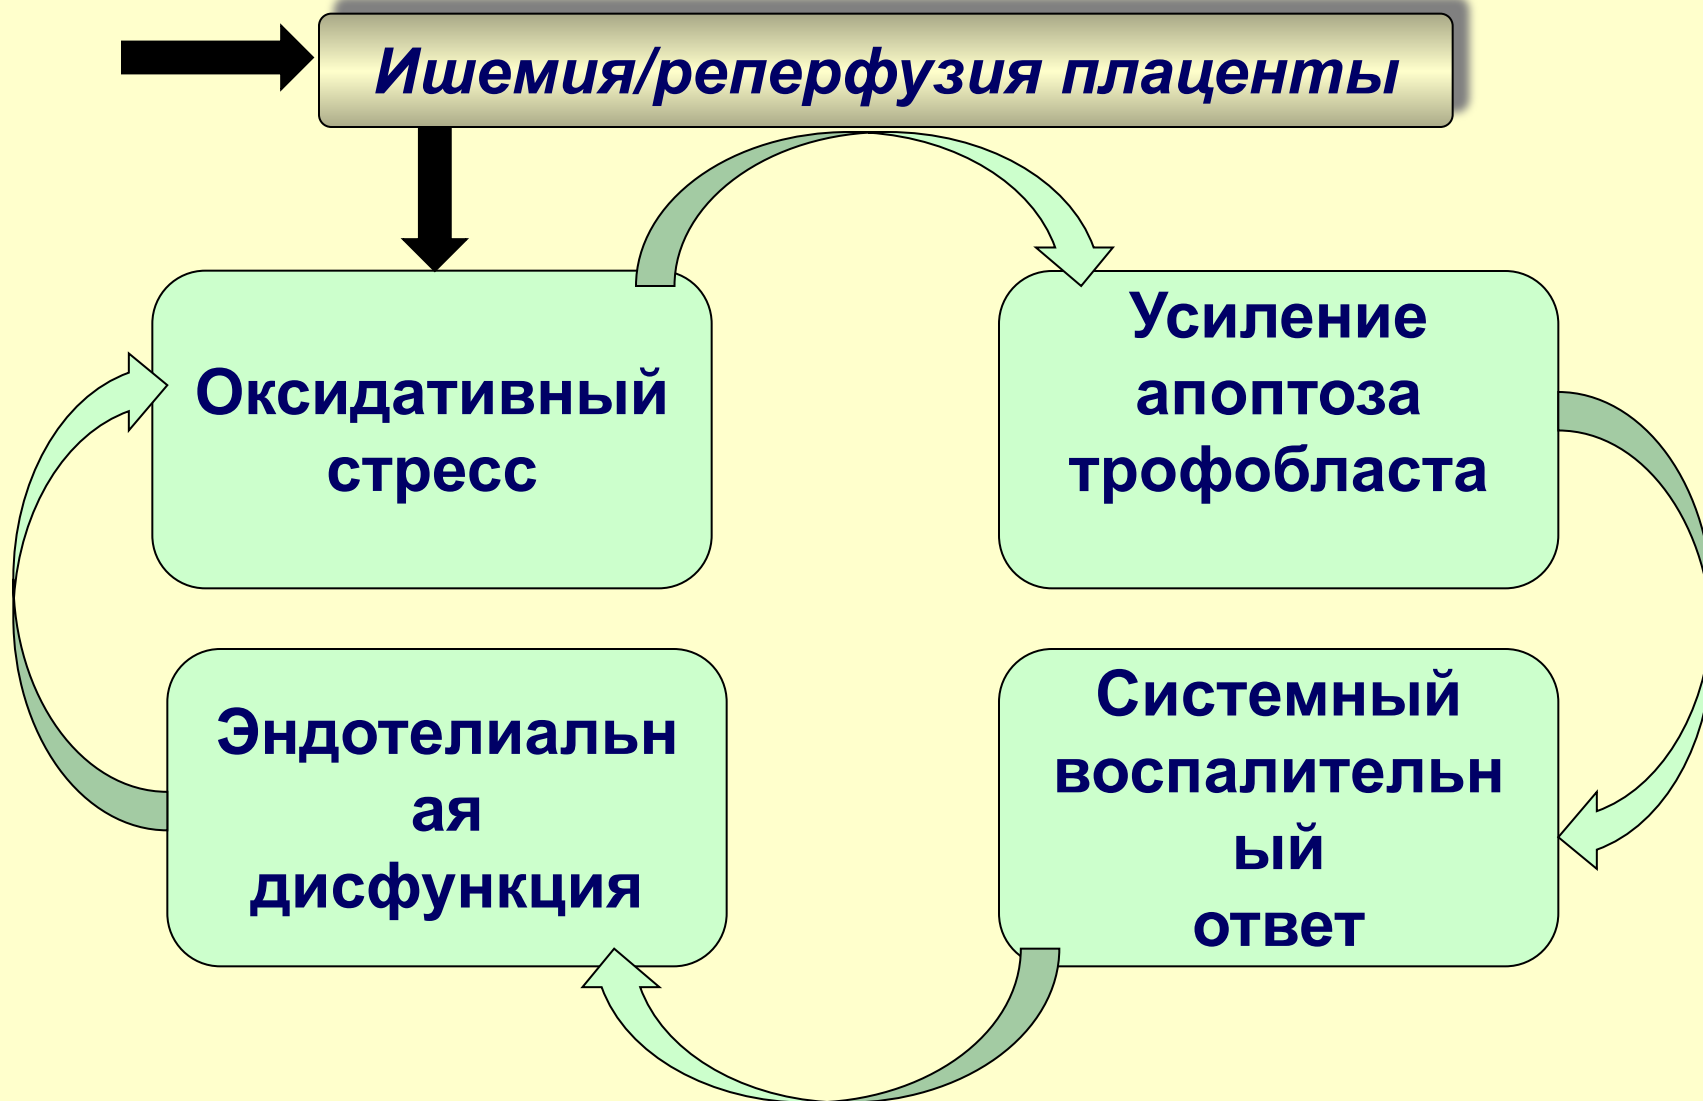 Ишемия/реперфузия плаценты
Оксидативный
стресс
Усиление
апоптоза
трофобласта
Эндотелиальн
ая
дисфункция
Системный
воспалительн
ый
ответ